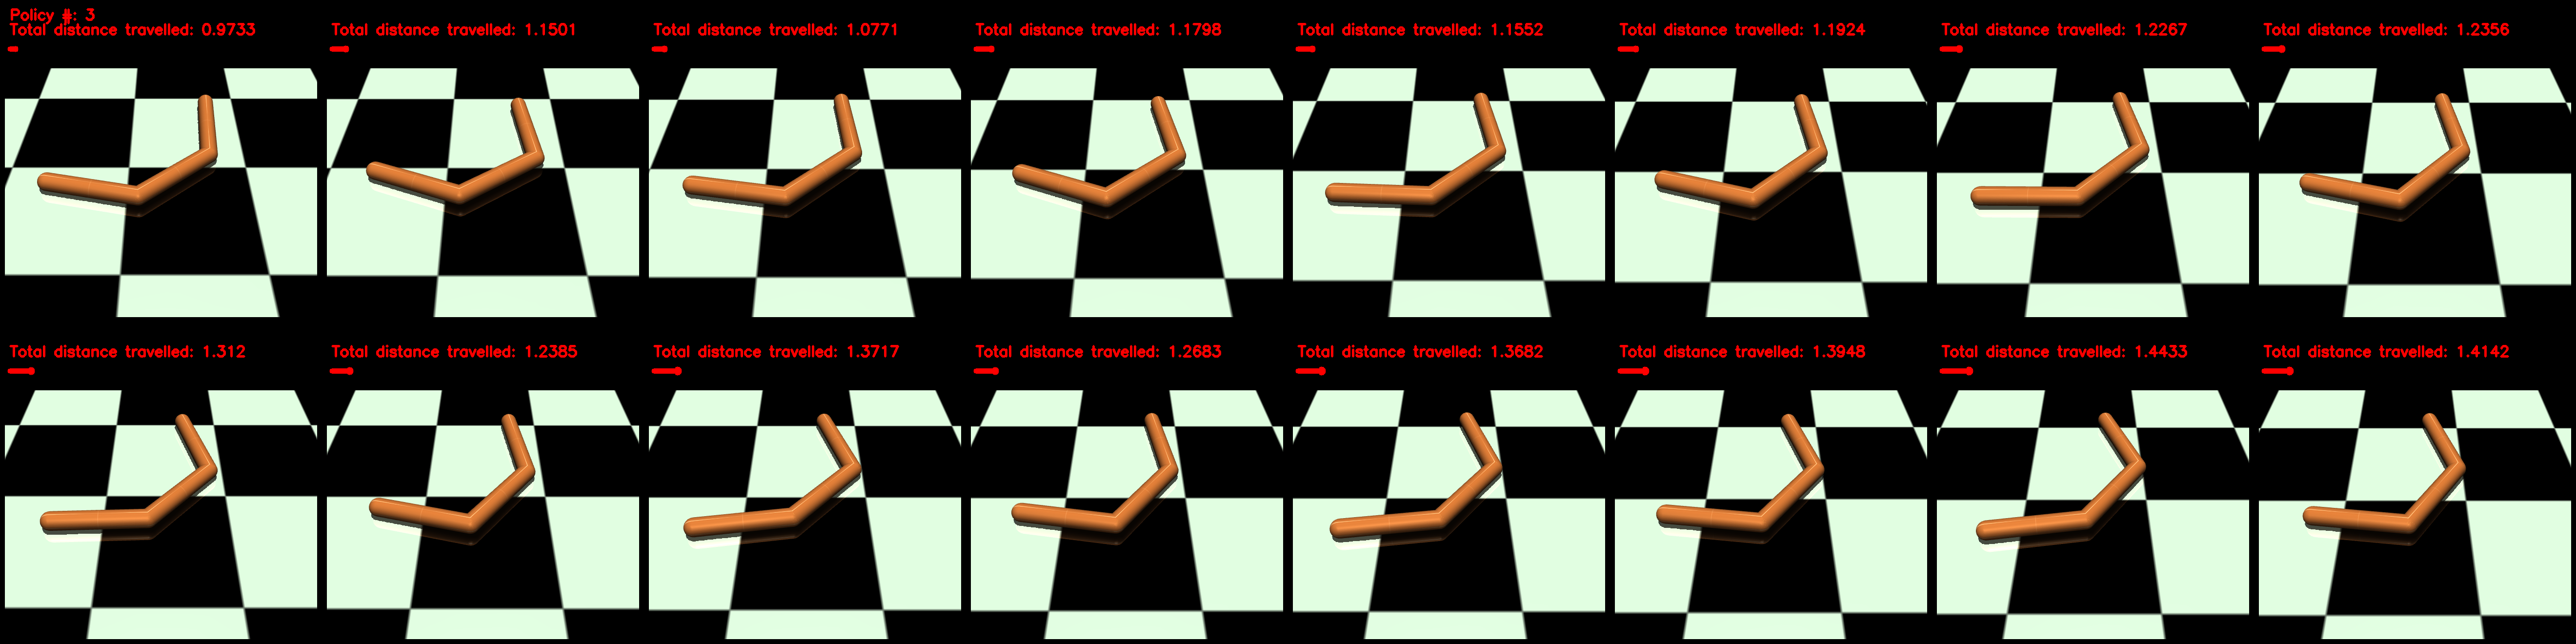 Policy #: 3
Total distance travelled: 0.9733
Total distance travelled: 1.1501
Total distance travelled: 1.0771
Total distance travelled: 1.1798
Total distance travelled: 1.1552
Total distance travelled: 1.1924
Total distance travelled: 1.2267
Total distance travelled: 1.2356
Total distance travelled: 1.312
Total distance travelled: 1.2385
Total distance travelled: 1.3717
Total distance travelled: 1.2683
Total distance travelled: 1.3682
Total distance travelled: 1.3948
Total distance travelled: 1.4433
Total distance travelled: 1.4142